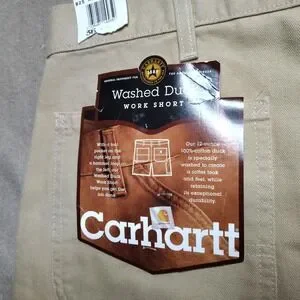 SIZE
Washed Duck
WORK SHORT
With a tool
pocket on the
right leg and
a hammer loop on
the left, our
Washed Duck
Work Short
helps you get the
job done.
Our 12-ounce
100% cotton duck
is specially
washed to create
a softer look
and feel, while
retaining
its exceptional
durability.
Carhartt